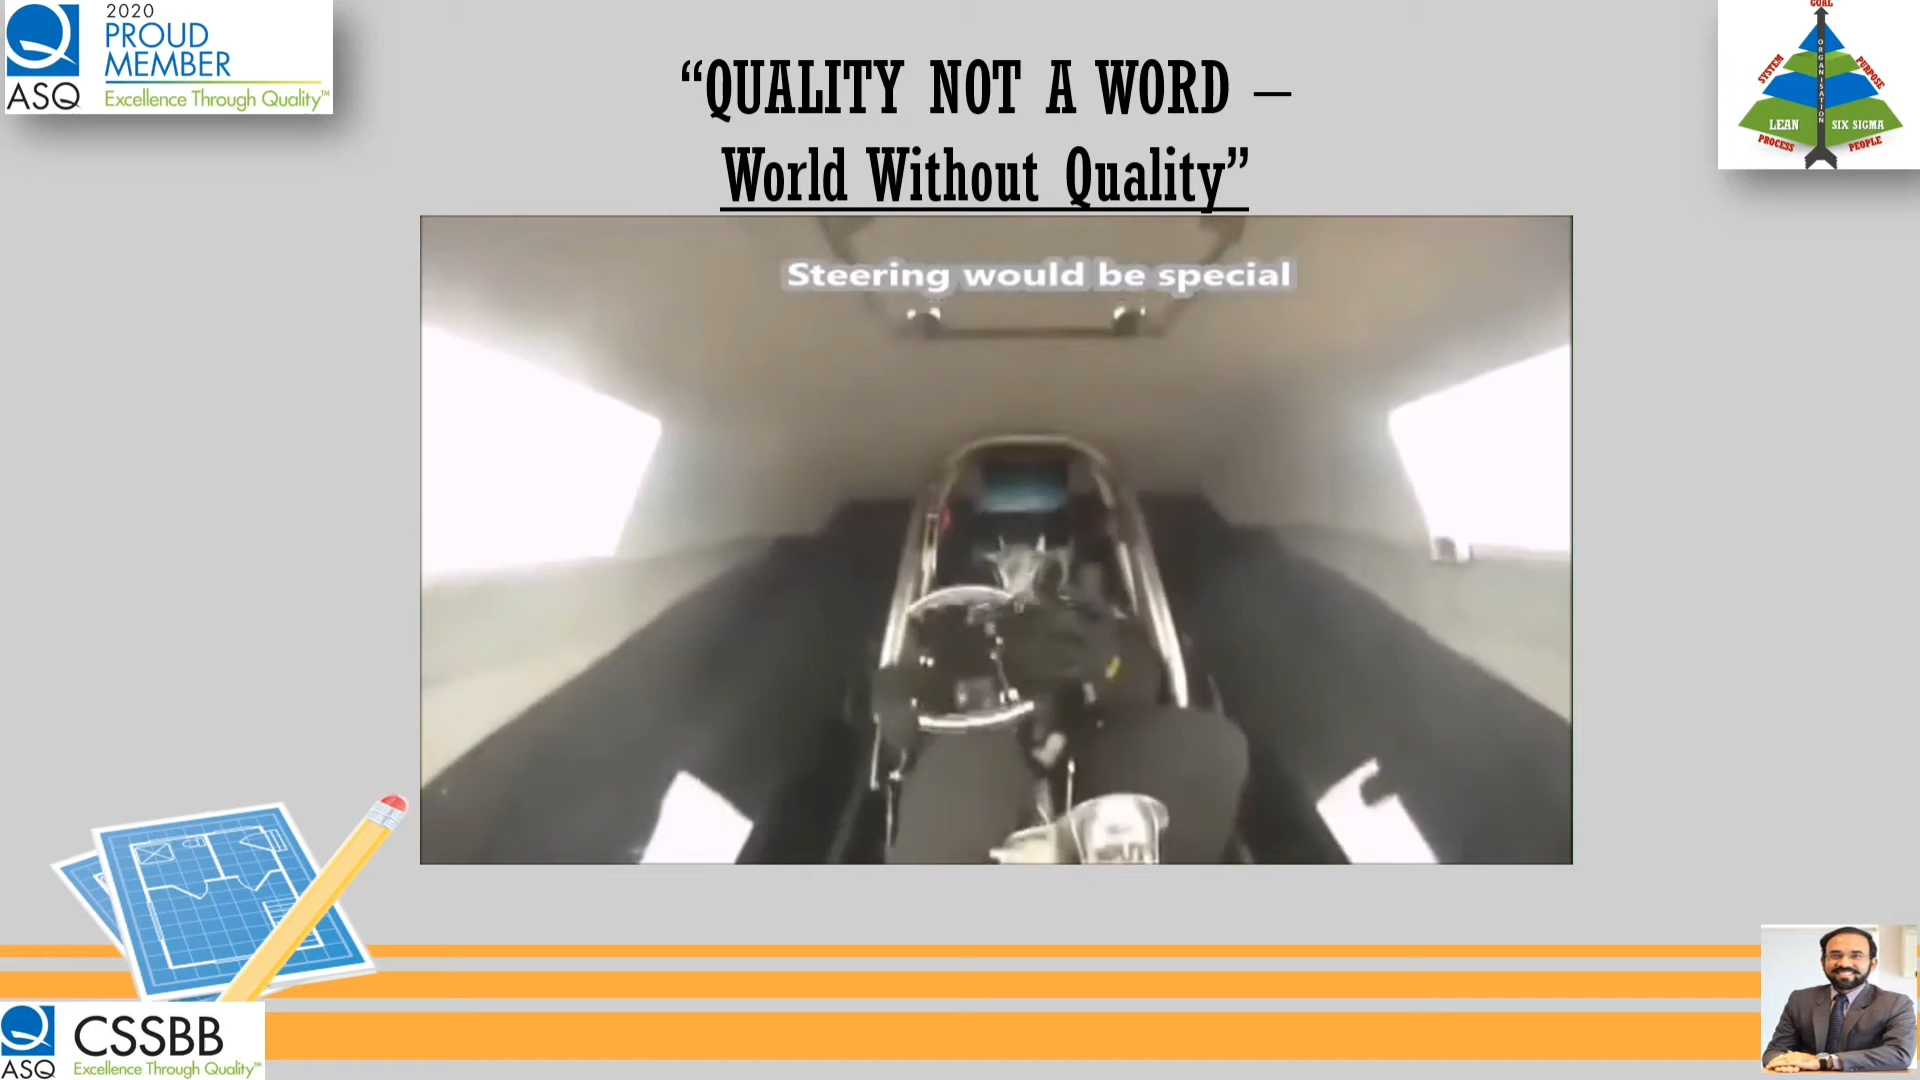 2020
PROUD
MEMBER
ASQ
Excellence Through Quality™
“QUALITY NOT A WORD –
World Without Quality”
GOAL
ORGANISATION
SYSTEM
PURPOSE
LEAN
SIX SIGMA
PROCESS
PEOPLE
Steering would be special
CSSBB
ASQ
Excellence Through Quality™